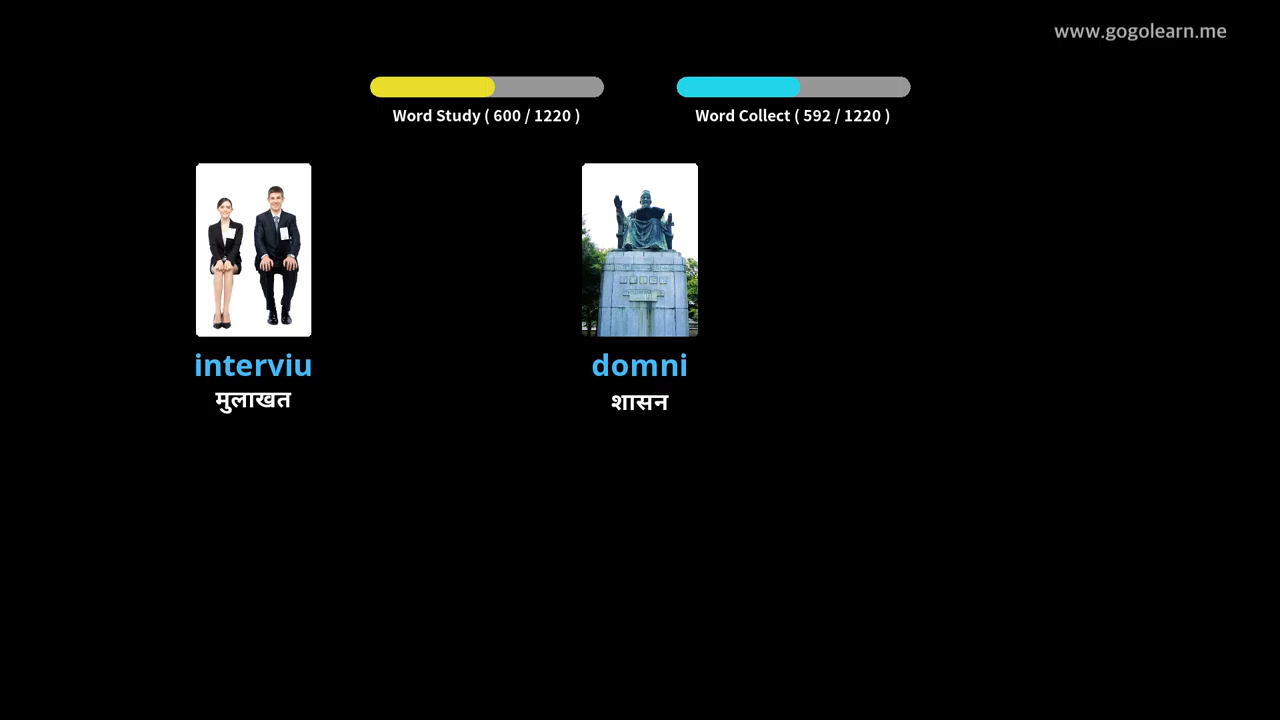 www.gogolearn.me
Word Study ( 600 / 1220 )
Word Collect ( 592 / 1220 )
interviu
मुलाखत
domni
शासन